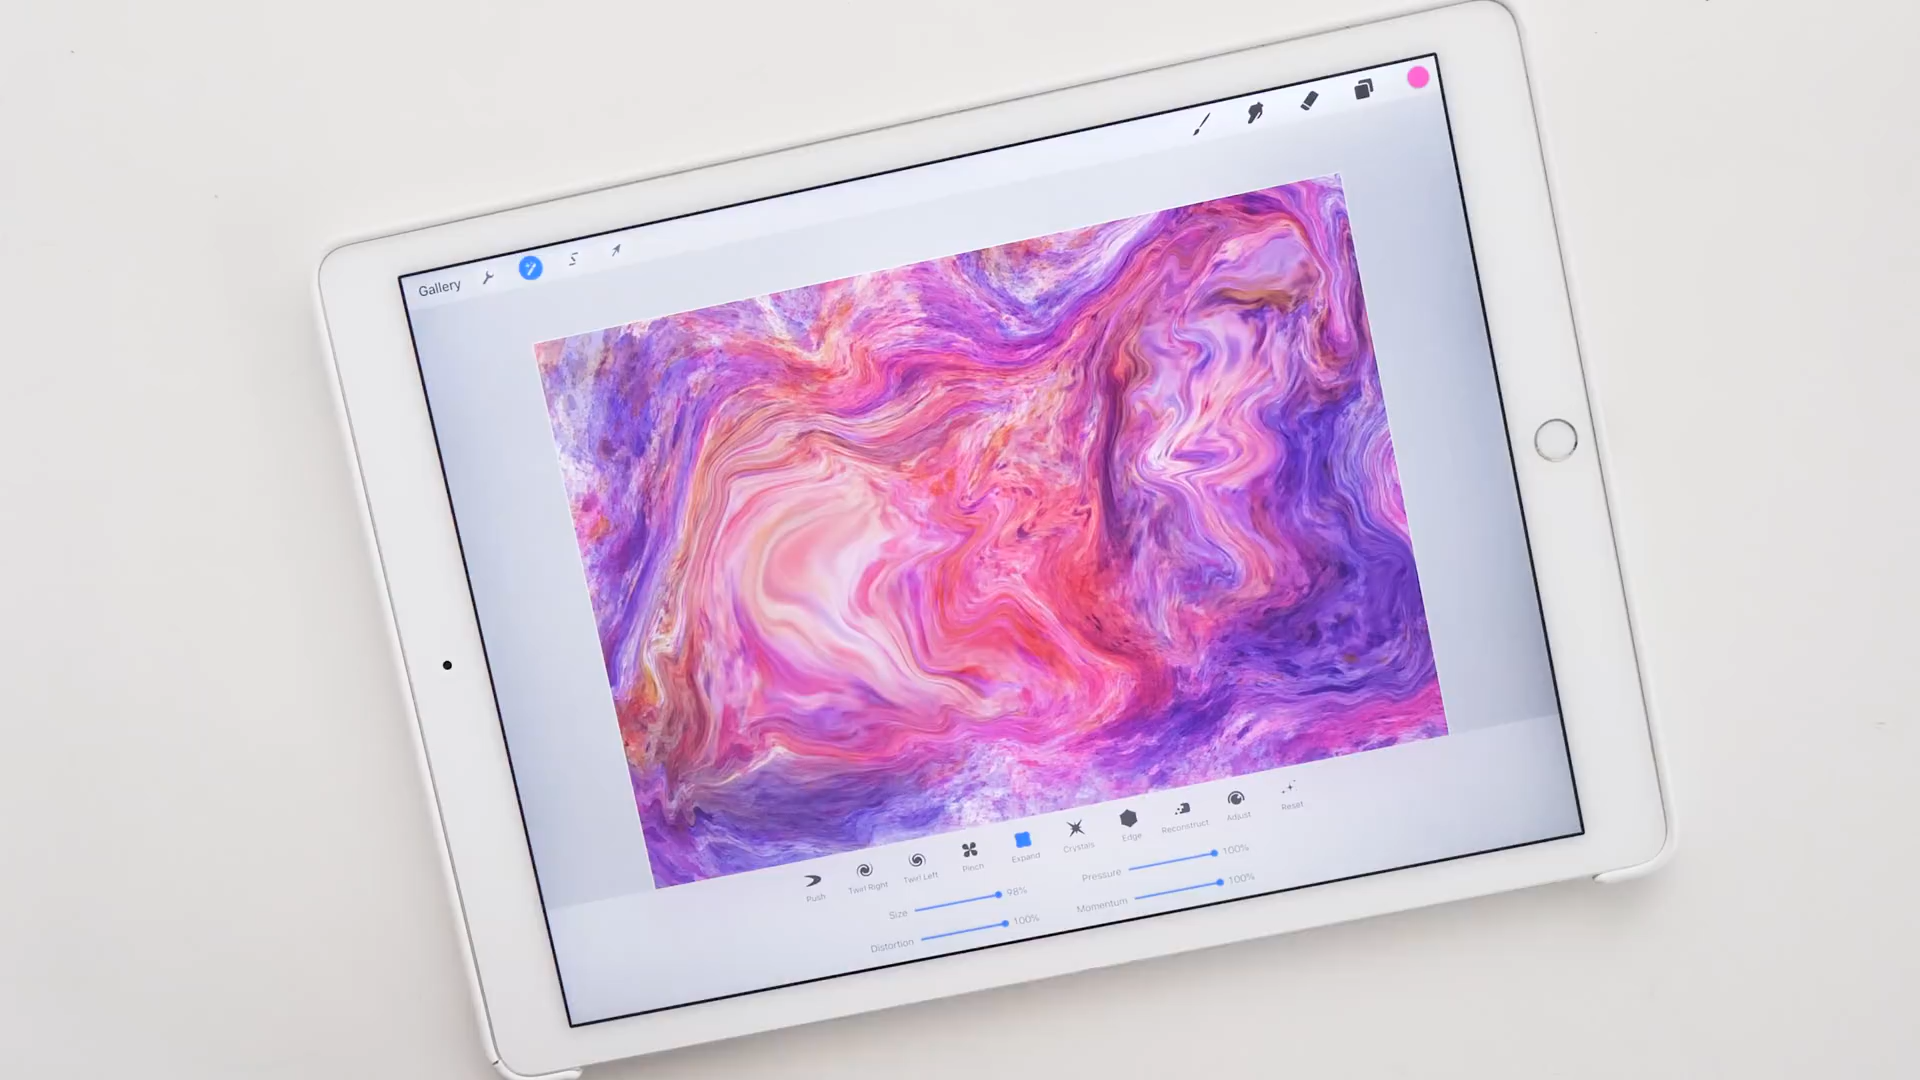 Gallery
Push Twirl Right Twirl Left Pinch Expand Crystals Edge Reconstruct Adjust Reset
Size 98% Pressure 100%
Distortion 100% Momentum 100%